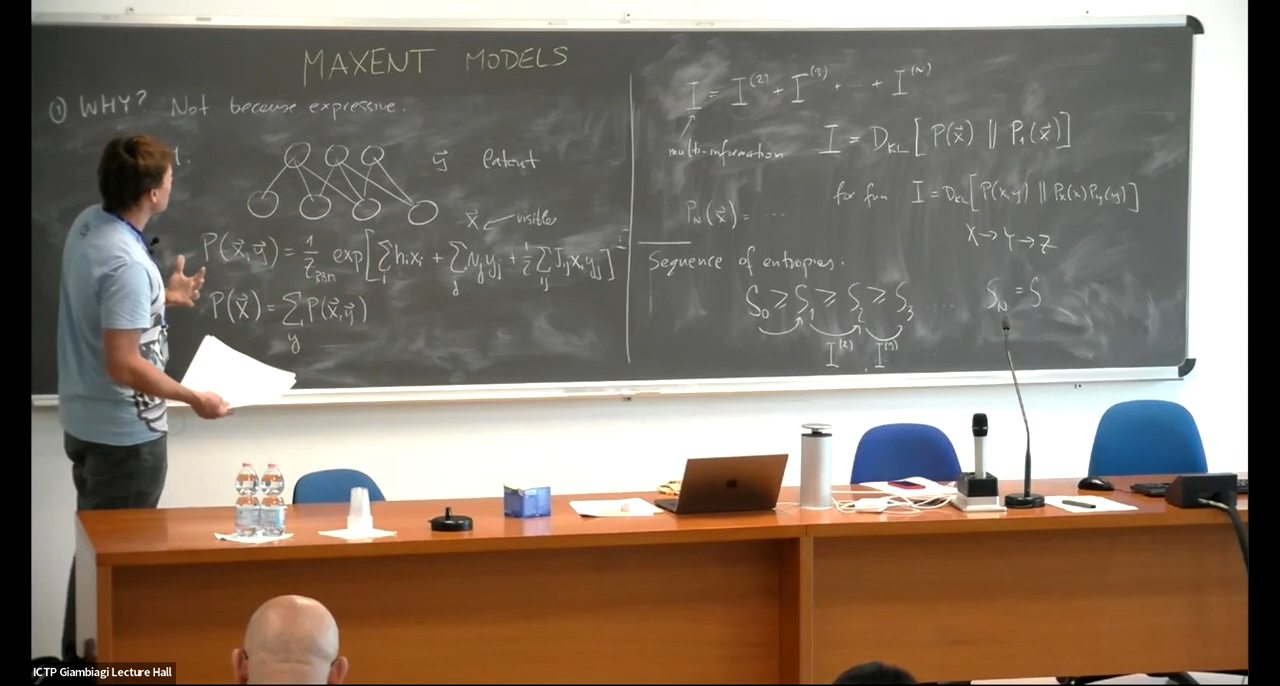 MAXENT MODELS
① WHY? Not because expressive.
y⃗ latent
x⃗ visible
P(x⃗,y⃗) = 1/Z_RBM exp[∑_i h_i x_i + ∑_j N_j y_j + 1/2 ∑_ij J_ij x_i y_j]
P(x⃗) = ∑_y P(x⃗,y⃗)
I = I^(2) + I^(3) + ... + I^(N)
multi-information
I = D_KL[P(x⃗) || P_1(x⃗)]
for fun I = D_KL[P(x,y) || P_x(x)P_y(y)]
P_N(x⃗) = ...
X→Y→Z
Sequence of entropies.
S_0 ≥ S_1 ≥ S_2 ≥ S_3 .... S_N = S
I^(2) I^(3) ...
ICTP Giambiagi Lecture Hall